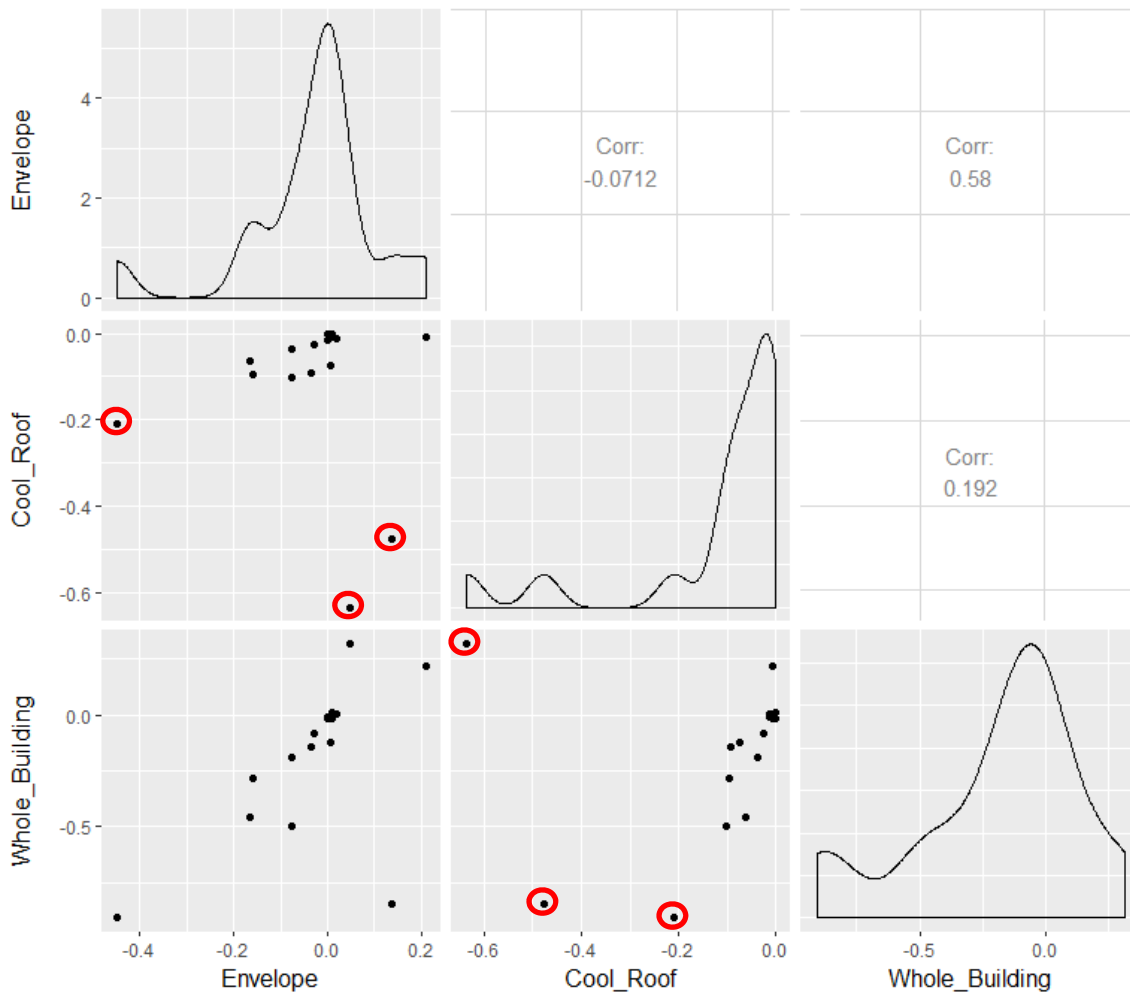 Envelope
4
2
0
Corr:
-0.0712
Corr:
0.58
Cool_Roof
0.0
-0.2
-0.4
-0.6
Corr:
0.192
Whole_Building
0.0
-0.5
-0.4 -0.2 0.0 0.2
-0.6 -0.4 -0.2 0.0
-0.5 0.0
Envelope Cool_Roof Whole_Building